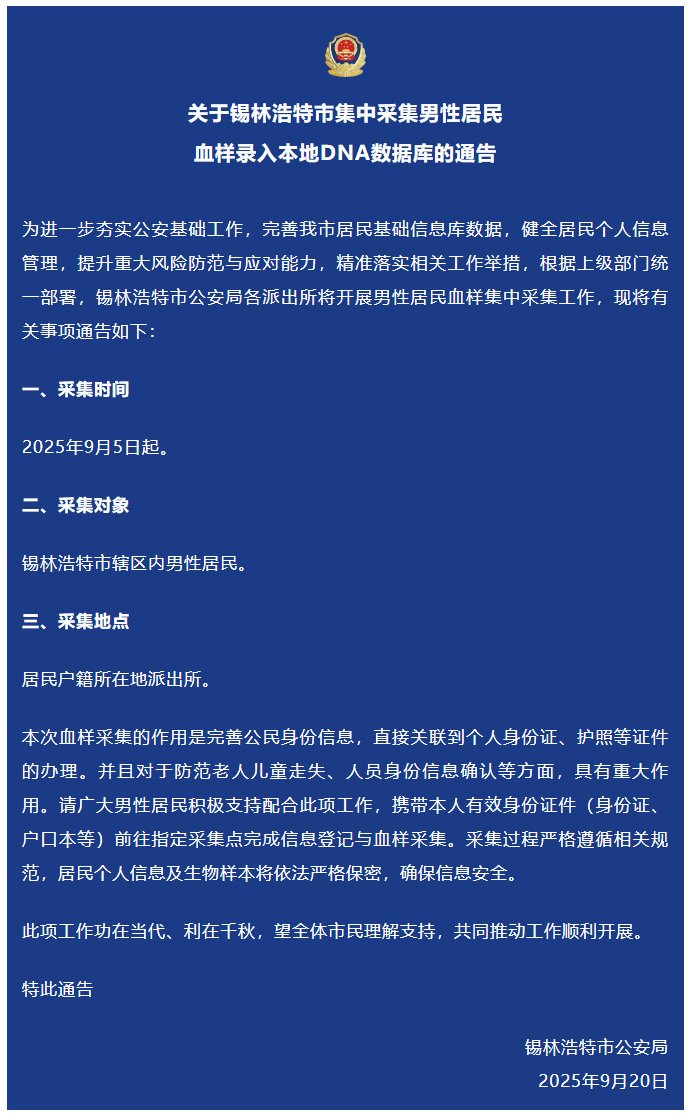 关于锡林浩特市集中采集男性居民
血样录入本地DNA数据库的通告
为进一步夯实公安基础工作，完善我市居民基础信息库数据，健全居民个人信息
管理，提升重大风险防范与应对能力，精准落实相关工作举措，根据上级部门统
一部署，锡林浩特市公安局各派出所将开展男性居民血样集中采集工作，现将有
关事项通告如下：
一、采集时间
2025年9月5日起。
二、采集对象
锡林浩特市辖区内男性居民。
三、采集地点
居民户籍所在地派出所。
本次血样采集的作用是完善公民身份信息，直接关联到个人身份证、护照等证件
的办理。并且对于防范老人儿童走失、人员身份信息确认等方面，具有重大作
用。请广大男性居民积极支持配合此项工作，携带本人有效身份证件（身份证、
户口本等）前往指定采集点完成信息登记与血样采集。采集过程严格遵循相关规
范，居民个人信息及生物样本将依法严格保密，确保信息安全。
此项工作功在当代、利在千秋，望全体市民理解支持，共同推动工作顺利开展。
特此通告
锡林浩特市公安局
2025年9月20日